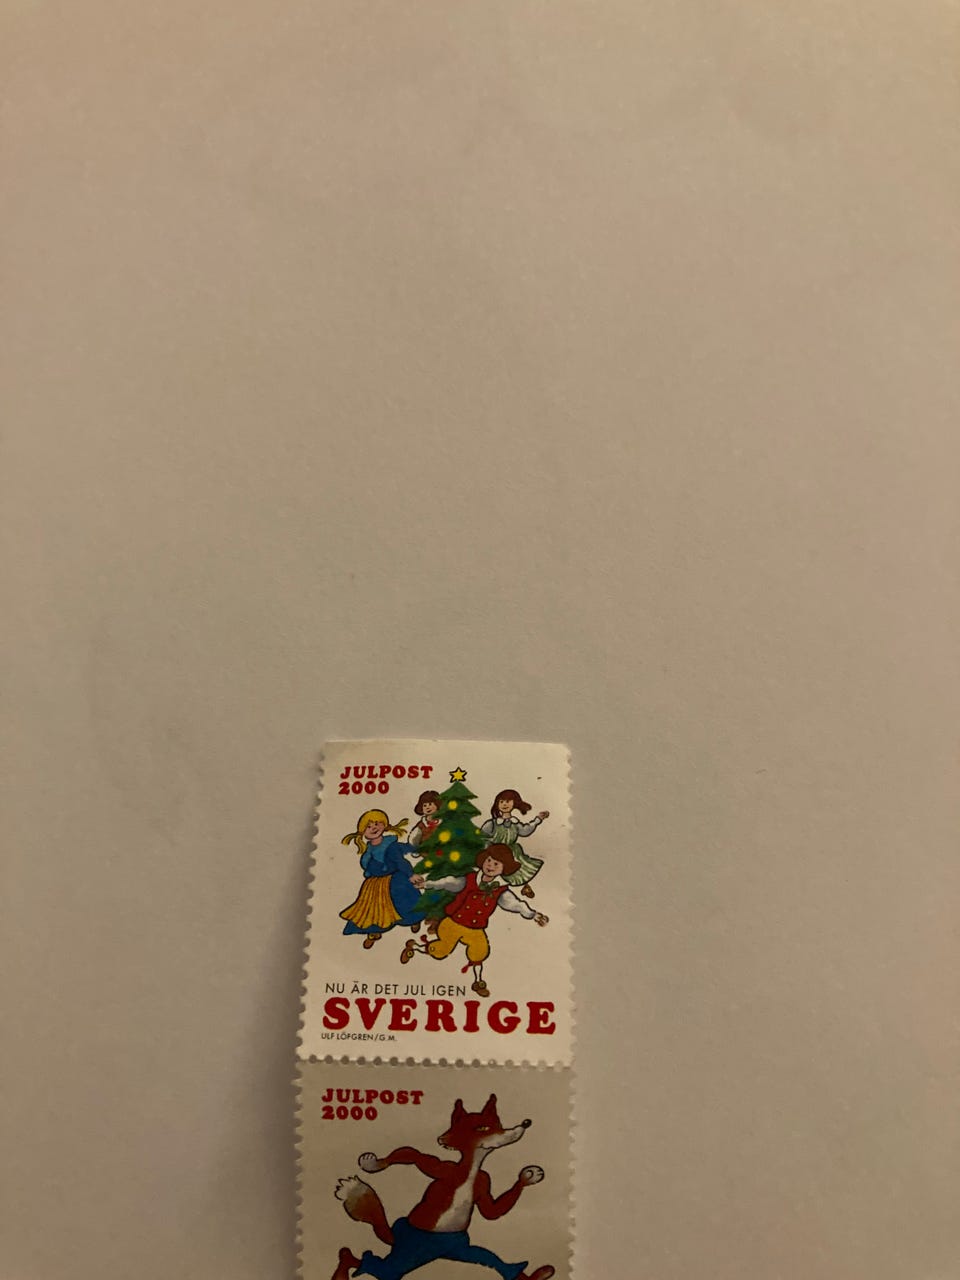 JULPOST
2000
NU ÄR DET JUL IGEN
SVERIGE
ULF LÖFGREN/G.M.
JULPOST
2000